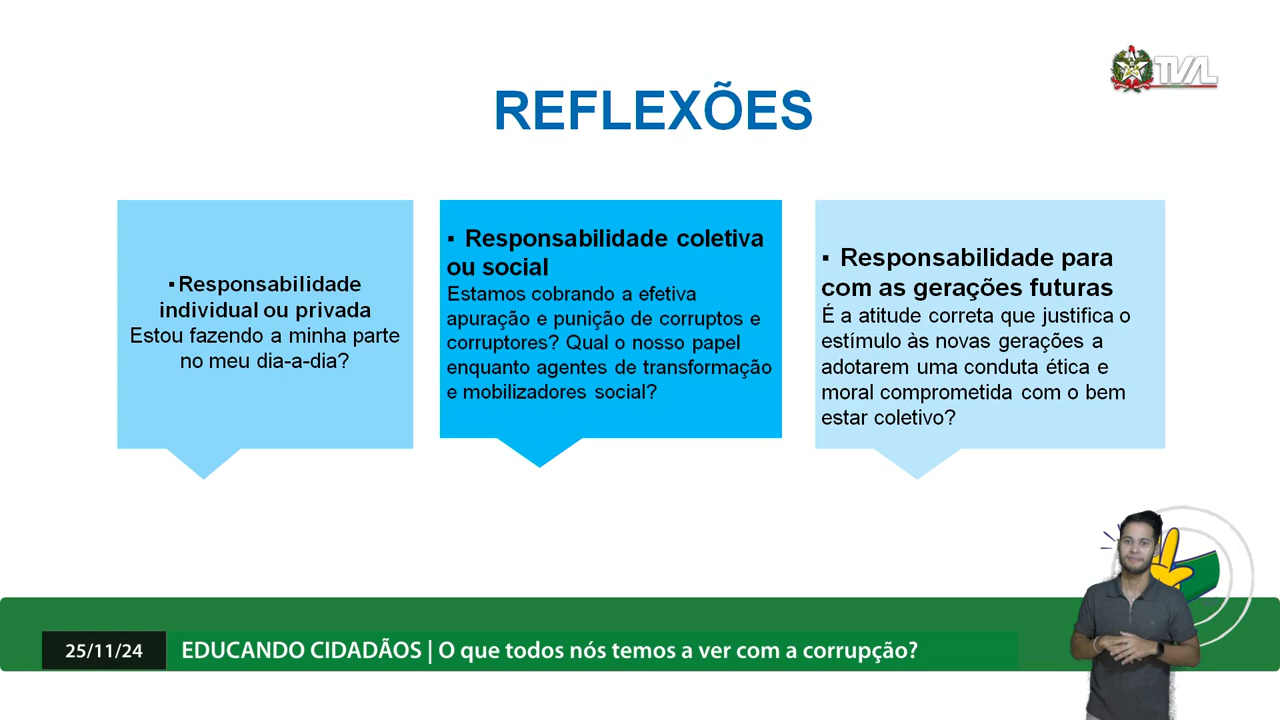 TVAL
REFLEXÕES
▪ Responsabilidade
individual ou privada
Estou fazendo a minha parte
no meu dia-a-dia?
▪ Responsabilidade coletiva
ou social
Estamos cobrando a efetiva
apuração e punição de corruptos e
corruptores? Qual o nosso papel
enquanto agentes de transformação
e mobilizadores social?
▪ Responsabilidade para
com as gerações futuras
É a atitude correta que justifica o
estímulo às novas gerações a
adotarem uma conduta ética e
moral comprometida com o bem
estar coletivo?
25/11/24
EDUCANDO CIDADÃOS | O que todos nós temos a ver com a corrupção?